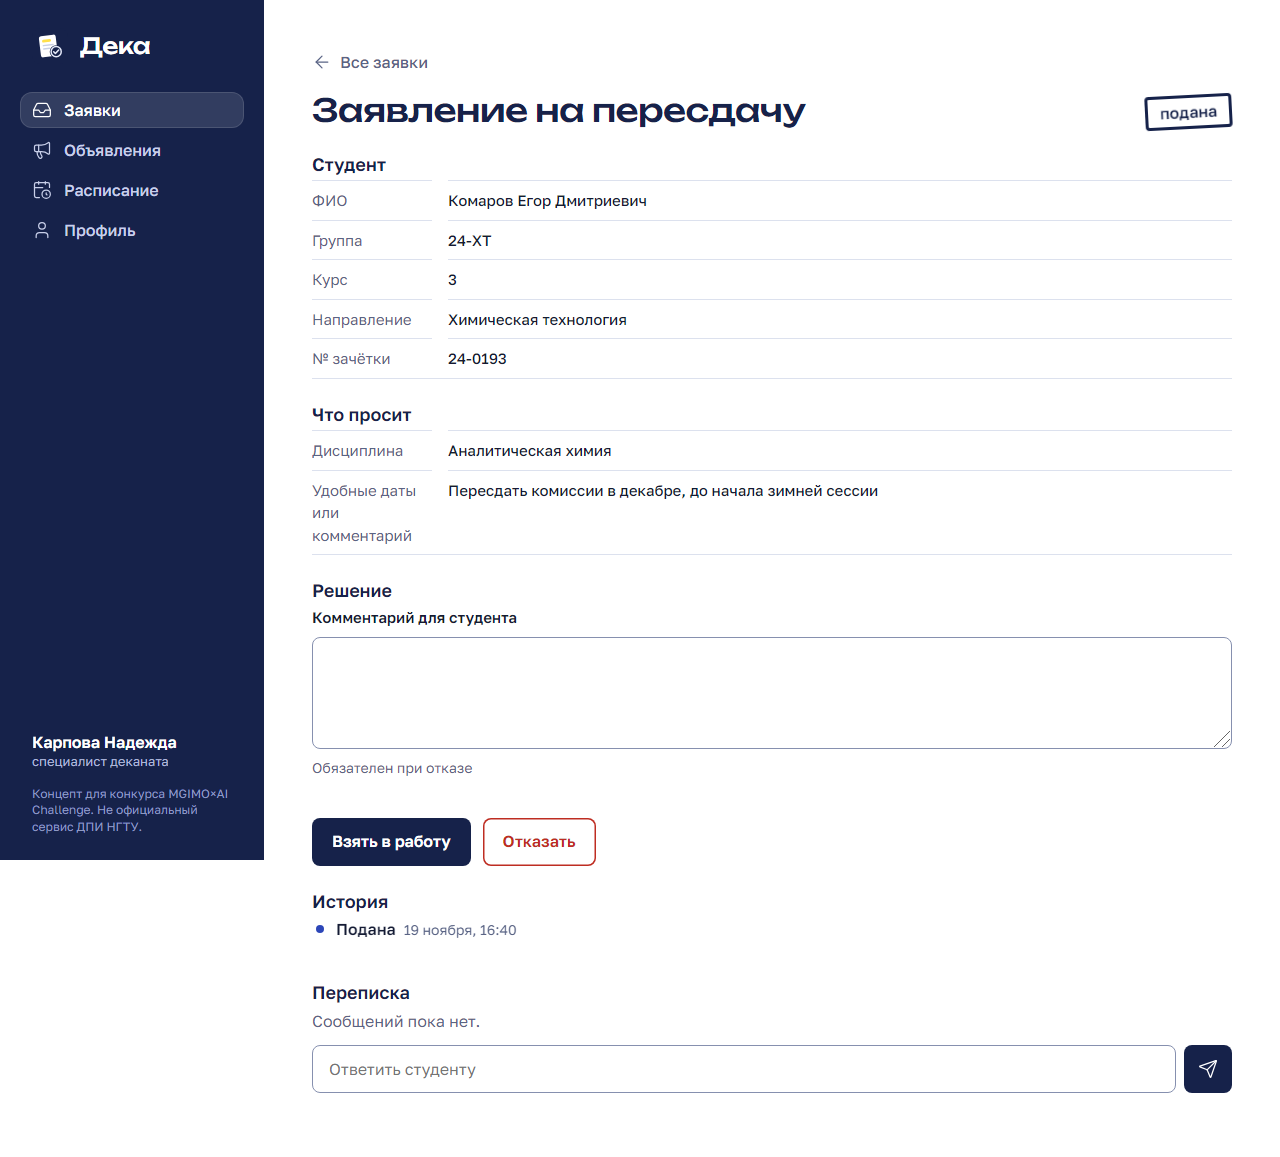 Дека
Заявки
Объявления
Расписание
Профиль
Карпова Надежда
специалист деканата
Концепт для конкурса MGIMO×AI
Challenge. Не официальный
сервис ДПИ НГТУ.
Все заявки
Заявление на пересдачу
подана
Студент
ФИО Комаров Егор Дмитриевич
Группа 24-ХТ
Курс 3
Направление Химическая технология
№ зачётки 24-0193
Что просит
Дисциплина Аналитическая химия
Удобные даты Пересдать комиссии в декабре, до начала зимней сессии
или
комментарий
Решение
Комментарий для студента
Обязателен при отказе
Взять в работу Отказать
История
Подана 19 ноября, 16:40
Переписка
Сообщений пока нет.
Ответить студенту